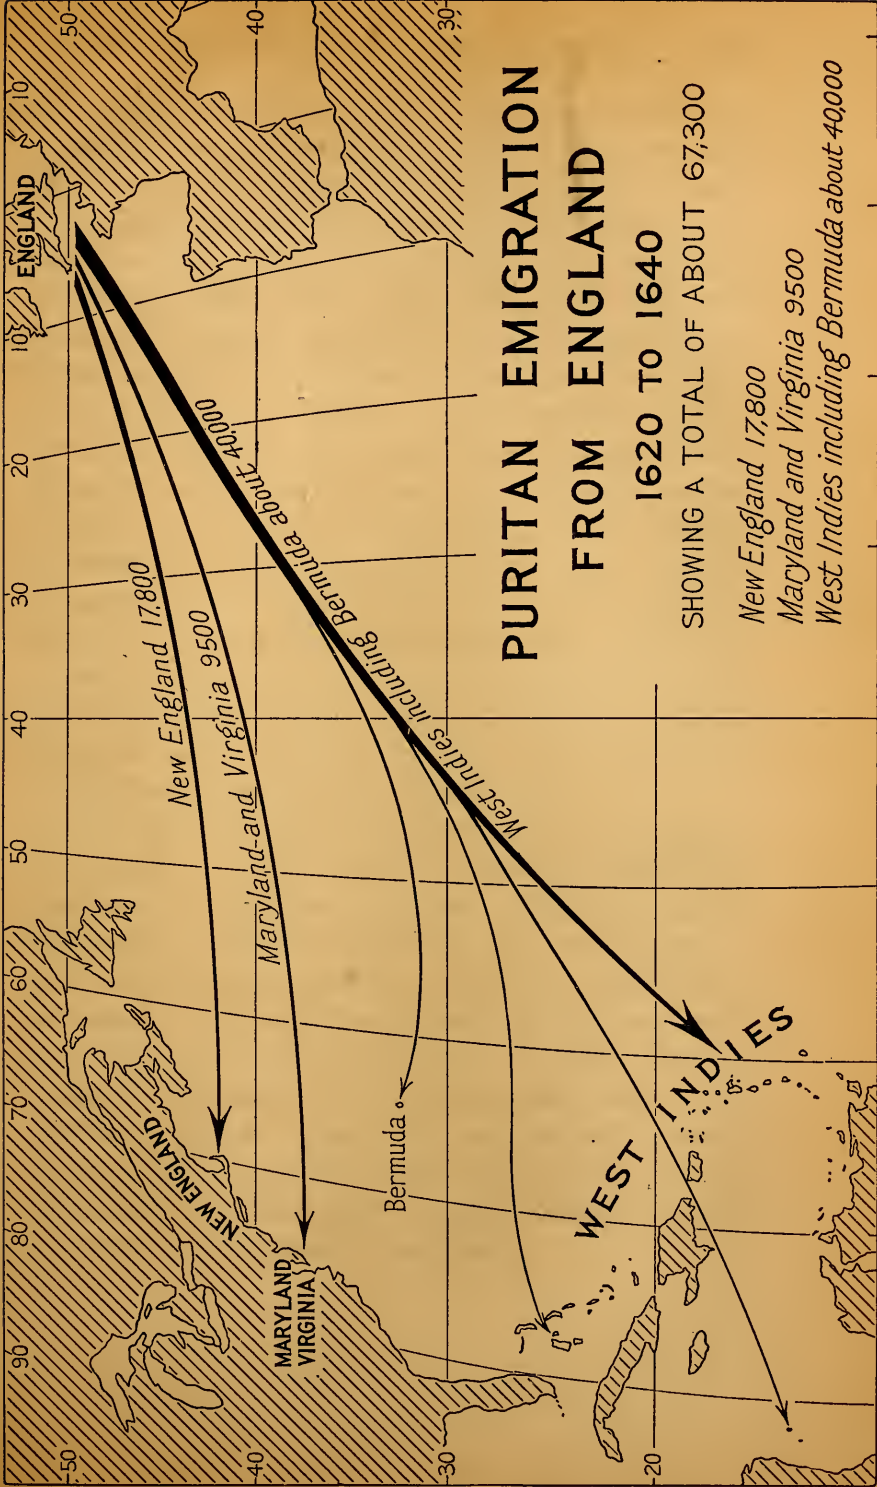 PURITAN EMIGRATION
FROM ENGLAND
1620 TO 1640
SHOWING A TOTAL OF ABOUT 67,300
New England 17,800
Maryland and Virginia 9500
West Indies including Bermuda about 40,000
ENGLAND
New England 17,800
Maryland and Virginia 9500
West Indies including Bermuda about 40,000
NEW ENGLAND
MARYLAND
VIRGINIA
Bermuda
WEST INDIES
90
80
70
60
50
40
30
20
10
10
50
40
30
20
50
40
30